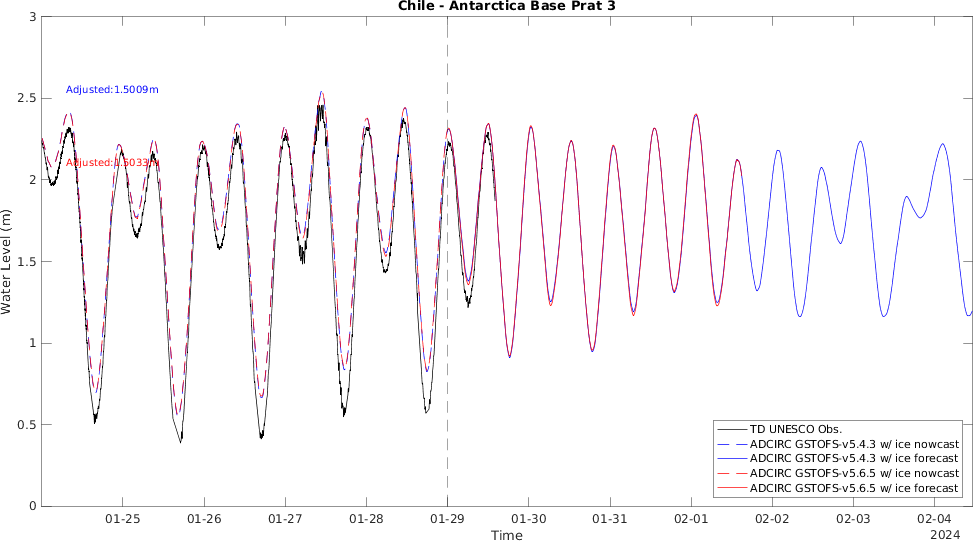 Chile - Antarctica Base Prat 3
3
2.5
2
1.5
1
0.5
0
Water Level (m)
Adjusted:1.5009m
Adjusted:1.5033m
TD UNESCO Obs.
ADCIRC GSTOFS-v5.4.3 w/ ice nowcast
ADCIRC GSTOFS-v5.4.3 w/ ice forecast
ADCIRC GSTOFS-v5.6.5 w/ ice nowcast
ADCIRC GSTOFS-v5.6.5 w/ ice forecast
01-25 01-26 01-27 01-28 01-29 01-30 01-31 02-01 02-02 02-03 02-04
Time
2024